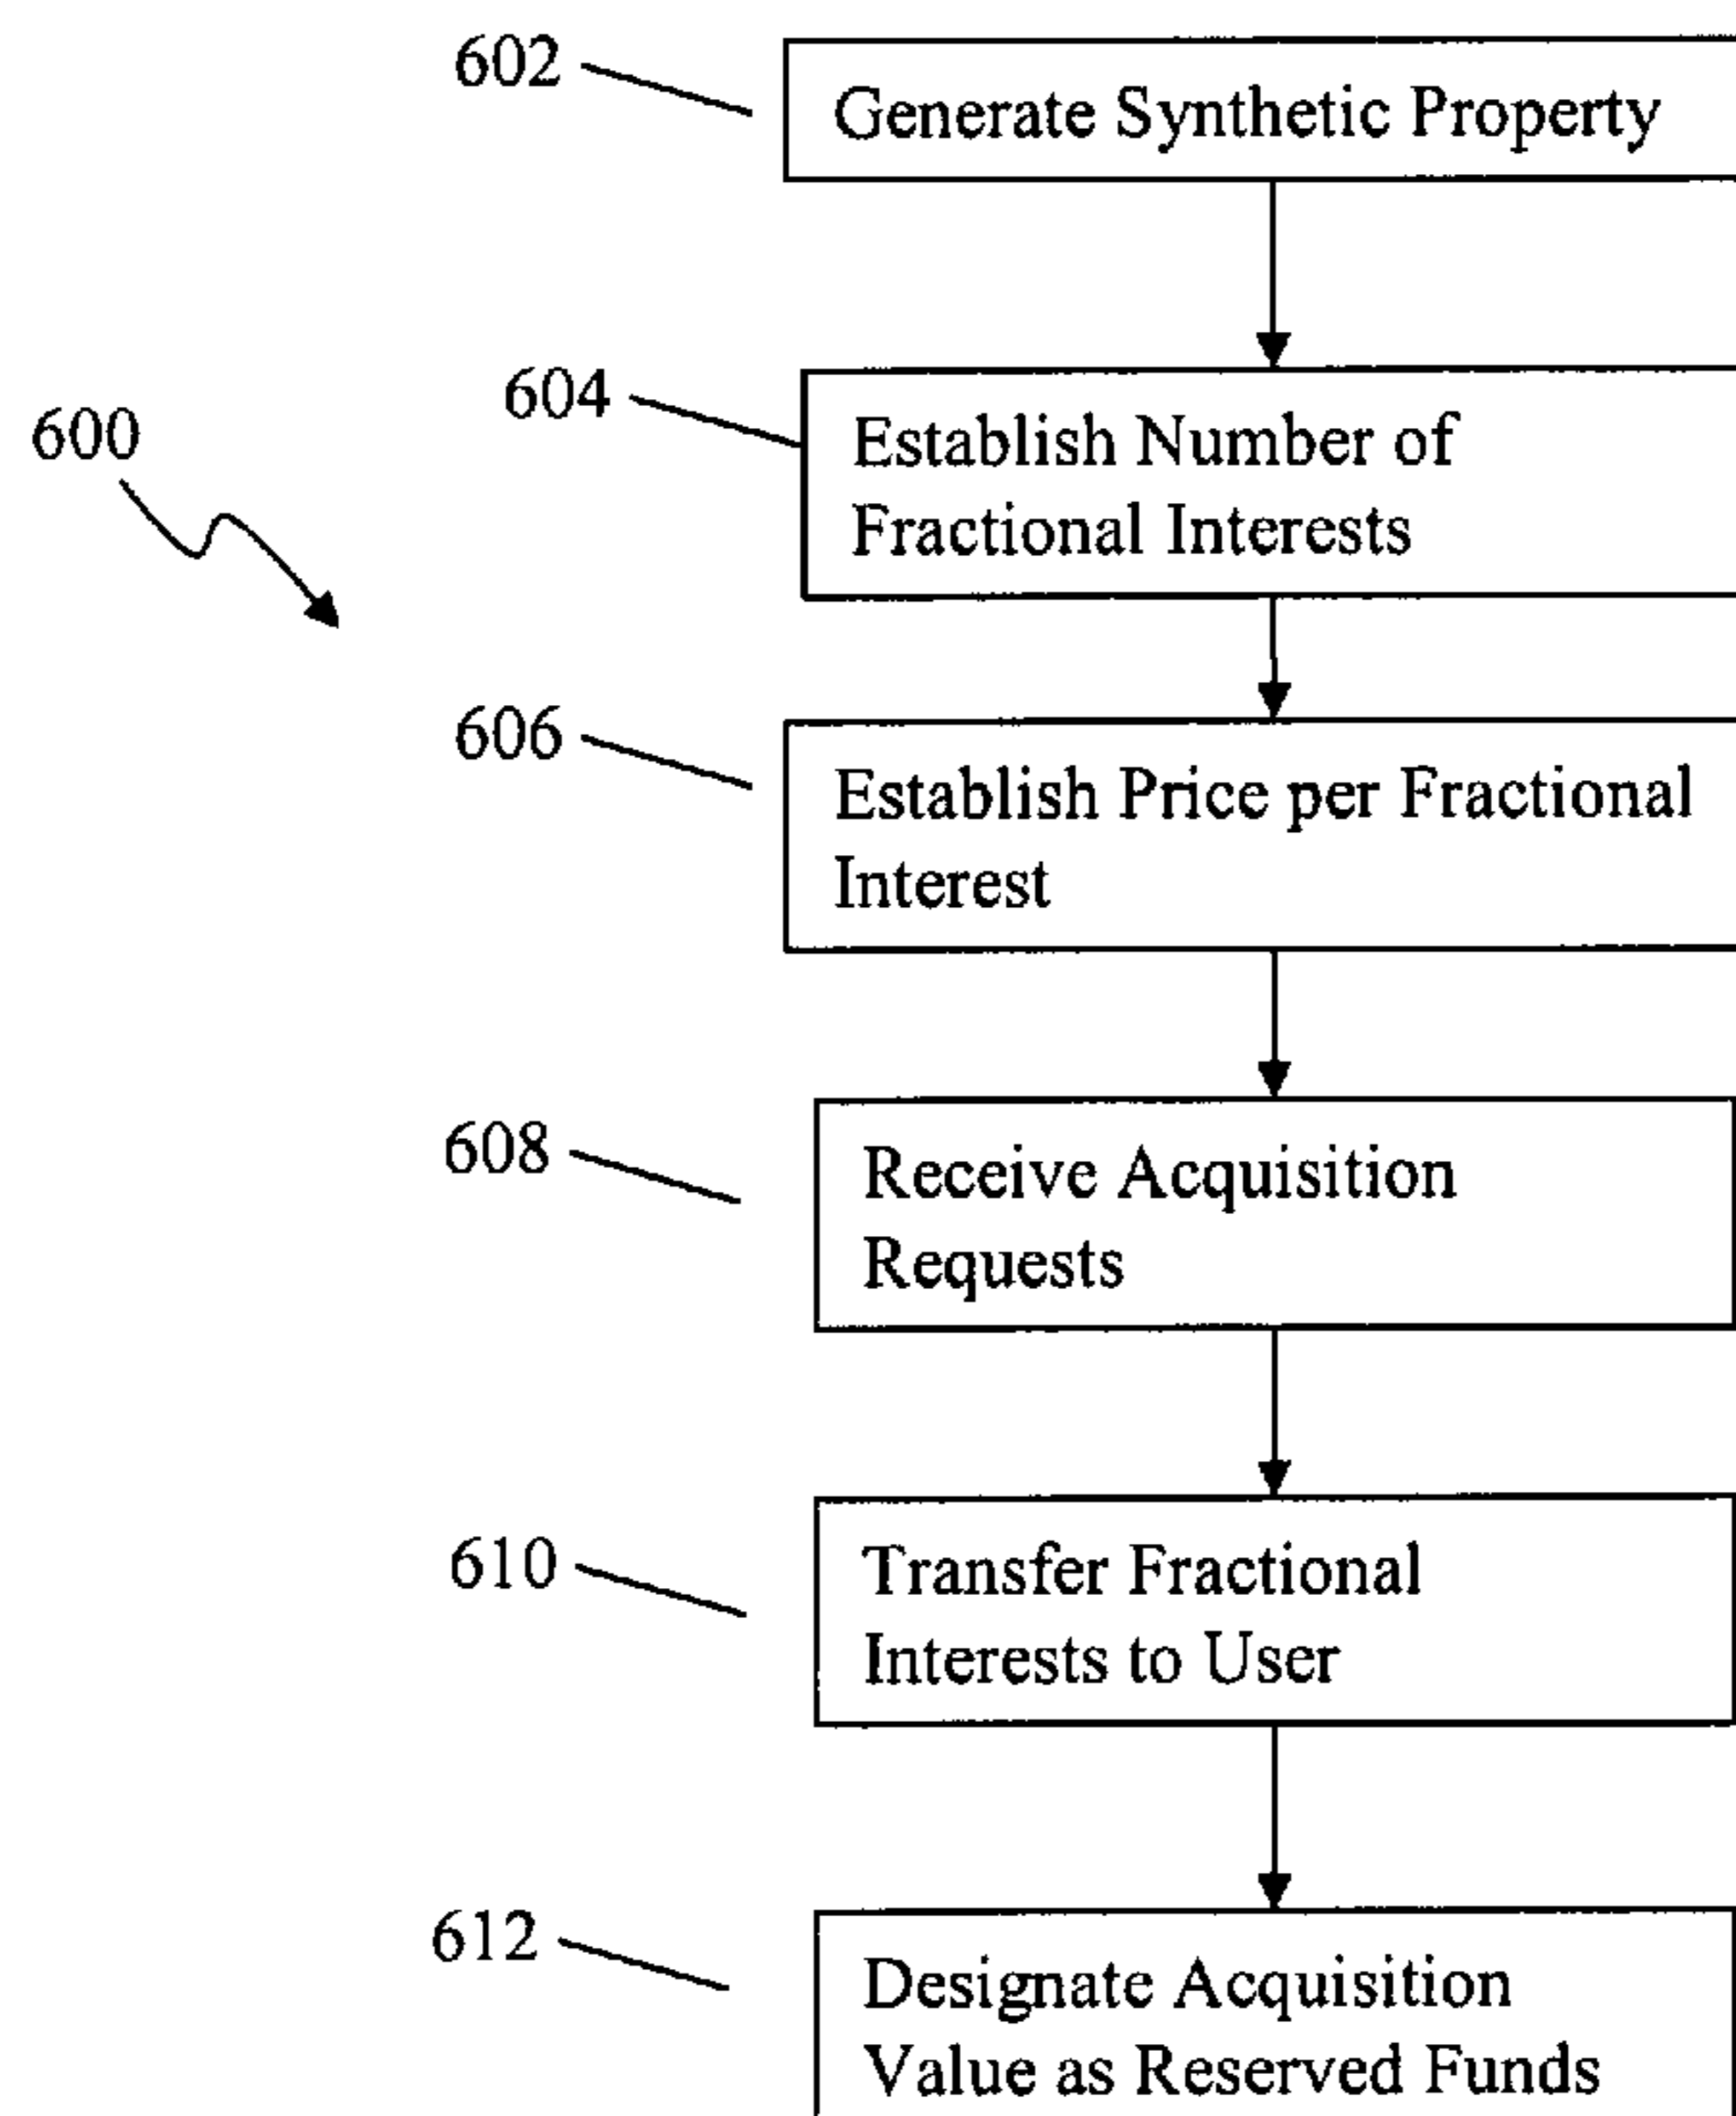 602
Generate Synthetic Property
604
Establish Number of
Fractional Interests
600
606
Establish Price per Fractional
Interest
608
Receive Acquisition
Requests
610
Transfer Fractional
Interests to User
612
Designate Acquisition
Value as Reserved Funds